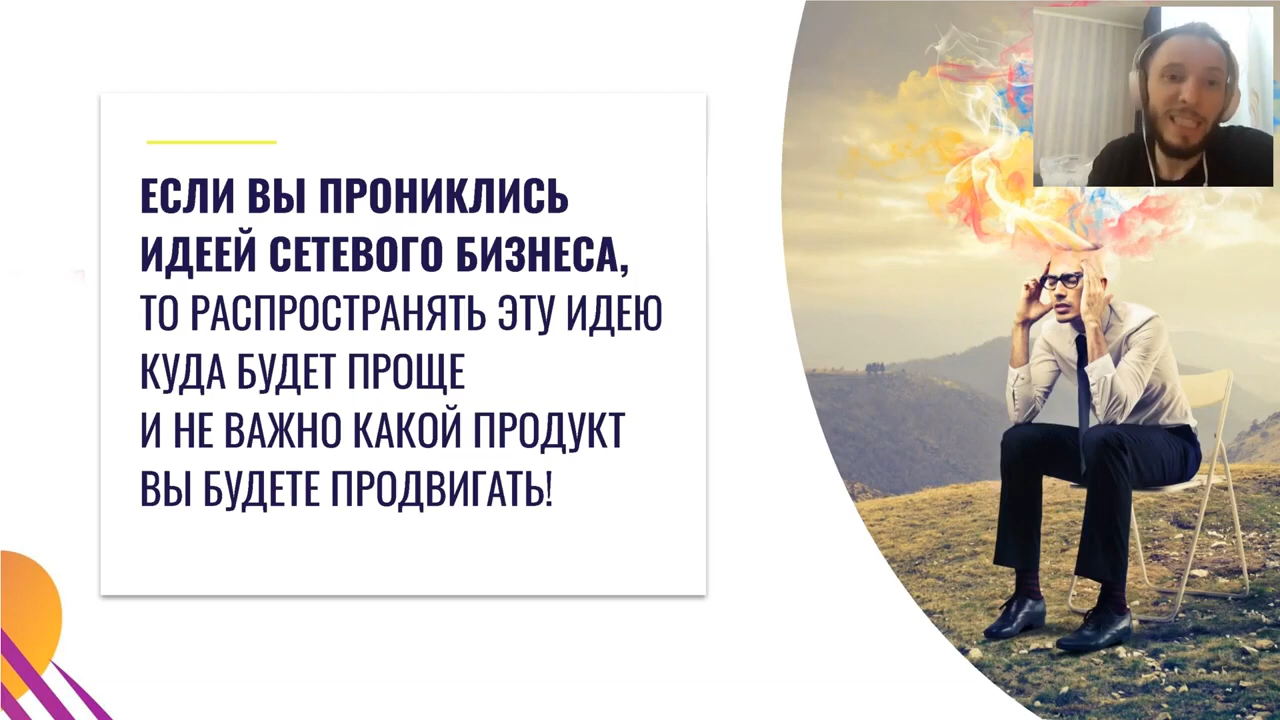 ЕСЛИ ВЫ ПРОНИКЛИСЬ
ИДЕЕЙ СЕТЕВОГО БИЗНЕСА,
ТО РАСПРОСТРАНЯТЬ ЭТУ ИДЕЮ
КУДА БУДЕТ ПРОЩЕ
И НЕ ВАЖНО КАКОЙ ПРОДУКТ
ВЫ БУДЕТЕ ПРОДВИГАТЬ!